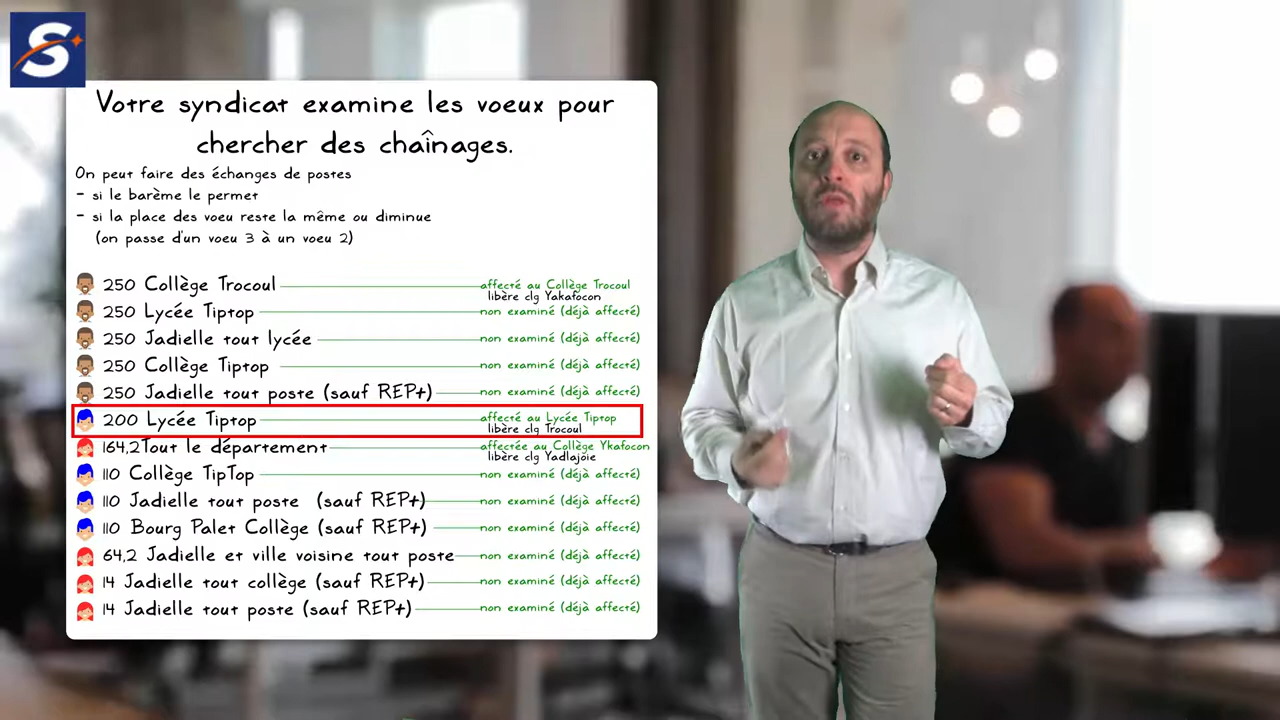 S
Votre syndicat examine les voeux pour
chercher des chaînages.
On peut faire des échanges de postes
- si le barème le permet
- si la place des voeu reste la même ou diminue
(on passe d'un voeu 3 à un voeu 2)
250 Collège Trocoul affecté au Collège Trocoul
libère clg Yakafocon
250 Lycée Tiptop non examiné (déjà affecté)
250 Jadielle tout lycée non examiné (déjà affecté)
250 Collège Tiptop non examiné (déjà affecté)
250 Jadielle tout poste (sauf REP+) non examiné (déjà affecté)
200 Lycée Tiptop affecté au Lycée Tiptop
libère clg Trocoul
164,2Tout le département affectée au Collège Ykafocon
libère clg Yadlajoie
110 Collège TipTop non examiné (déjà affecté)
110 Jadielle tout poste (sauf REP+) non examiné (déjà affecté)
110 Bourg Palet Collège (sauf REP+) non examiné (déjà affecté)
64,2 Jadielle et ville voisine tout poste non examiné (déjà affecté)
14 Jadielle tout collège (sauf REP+) non examiné (déjà affecté)
14 Jadielle tout poste (sauf REP+) non examiné (déjà affecté)